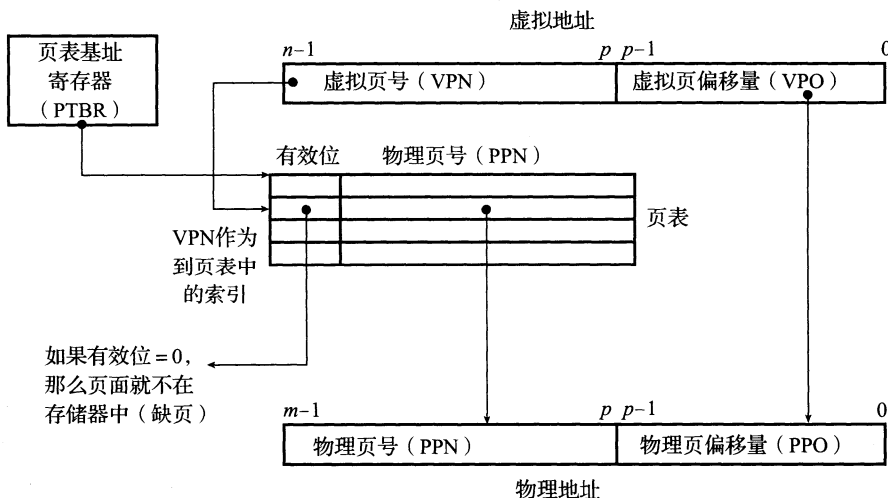 虚拟地址
页表基址
寄存器
（PTBR）
n–1
p p–1
0
虚拟页号（VPN）
虚拟页偏移量（VPO）
有效位
物理页号（PPN）
页表
VPN作为
到页表中
的索引
如果有效位=0，
那么页面就不在
存储器中（缺页）
m–1
p p–1
0
物理页号（PPN）
物理页偏移量（PPO）
物理地址